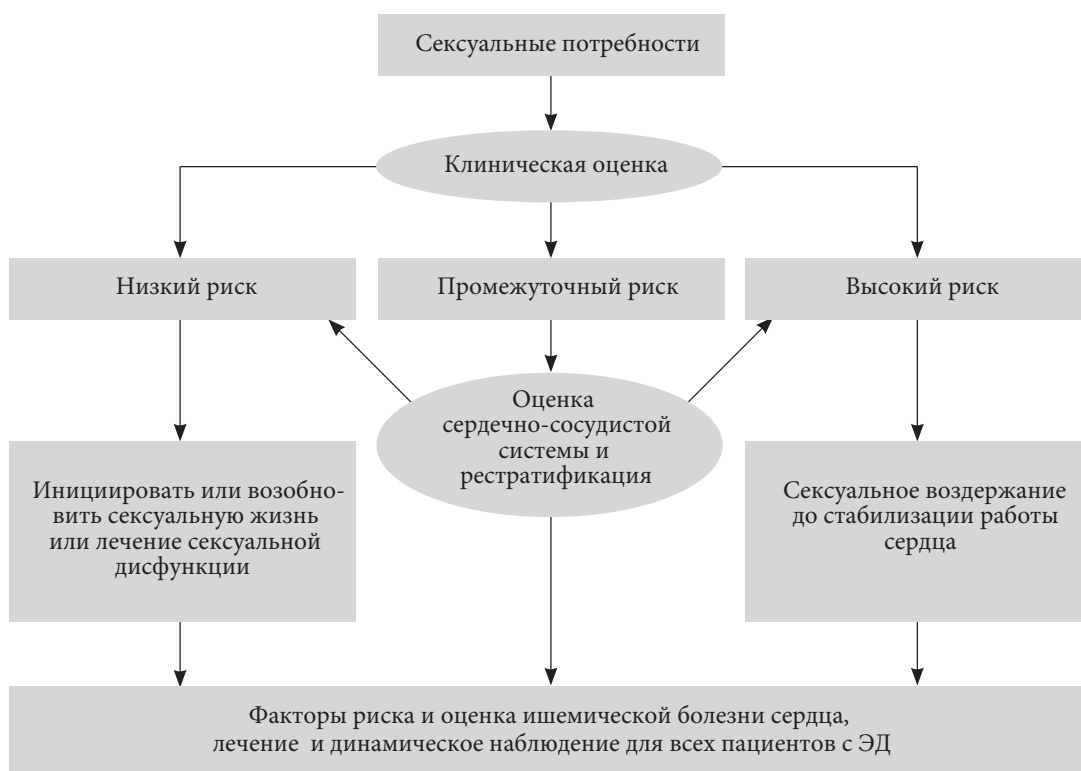 Сексуальные потребности
Клиническая оценка
Низкий риск
Промежуточный риск
Высокий риск
Оценка
сердечно-сосудистой
системы и
рестратификация
Инициировать или возобно-
вить сексуальную жизнь
или лечение сексуальной
дисфункции
Сексуальное воздержание
до стабилизации работы
сердца
Факторы риска и оценка ишемической болезни сердца,
лечение и динамическое наблюдение для всех пациентов с ЭД